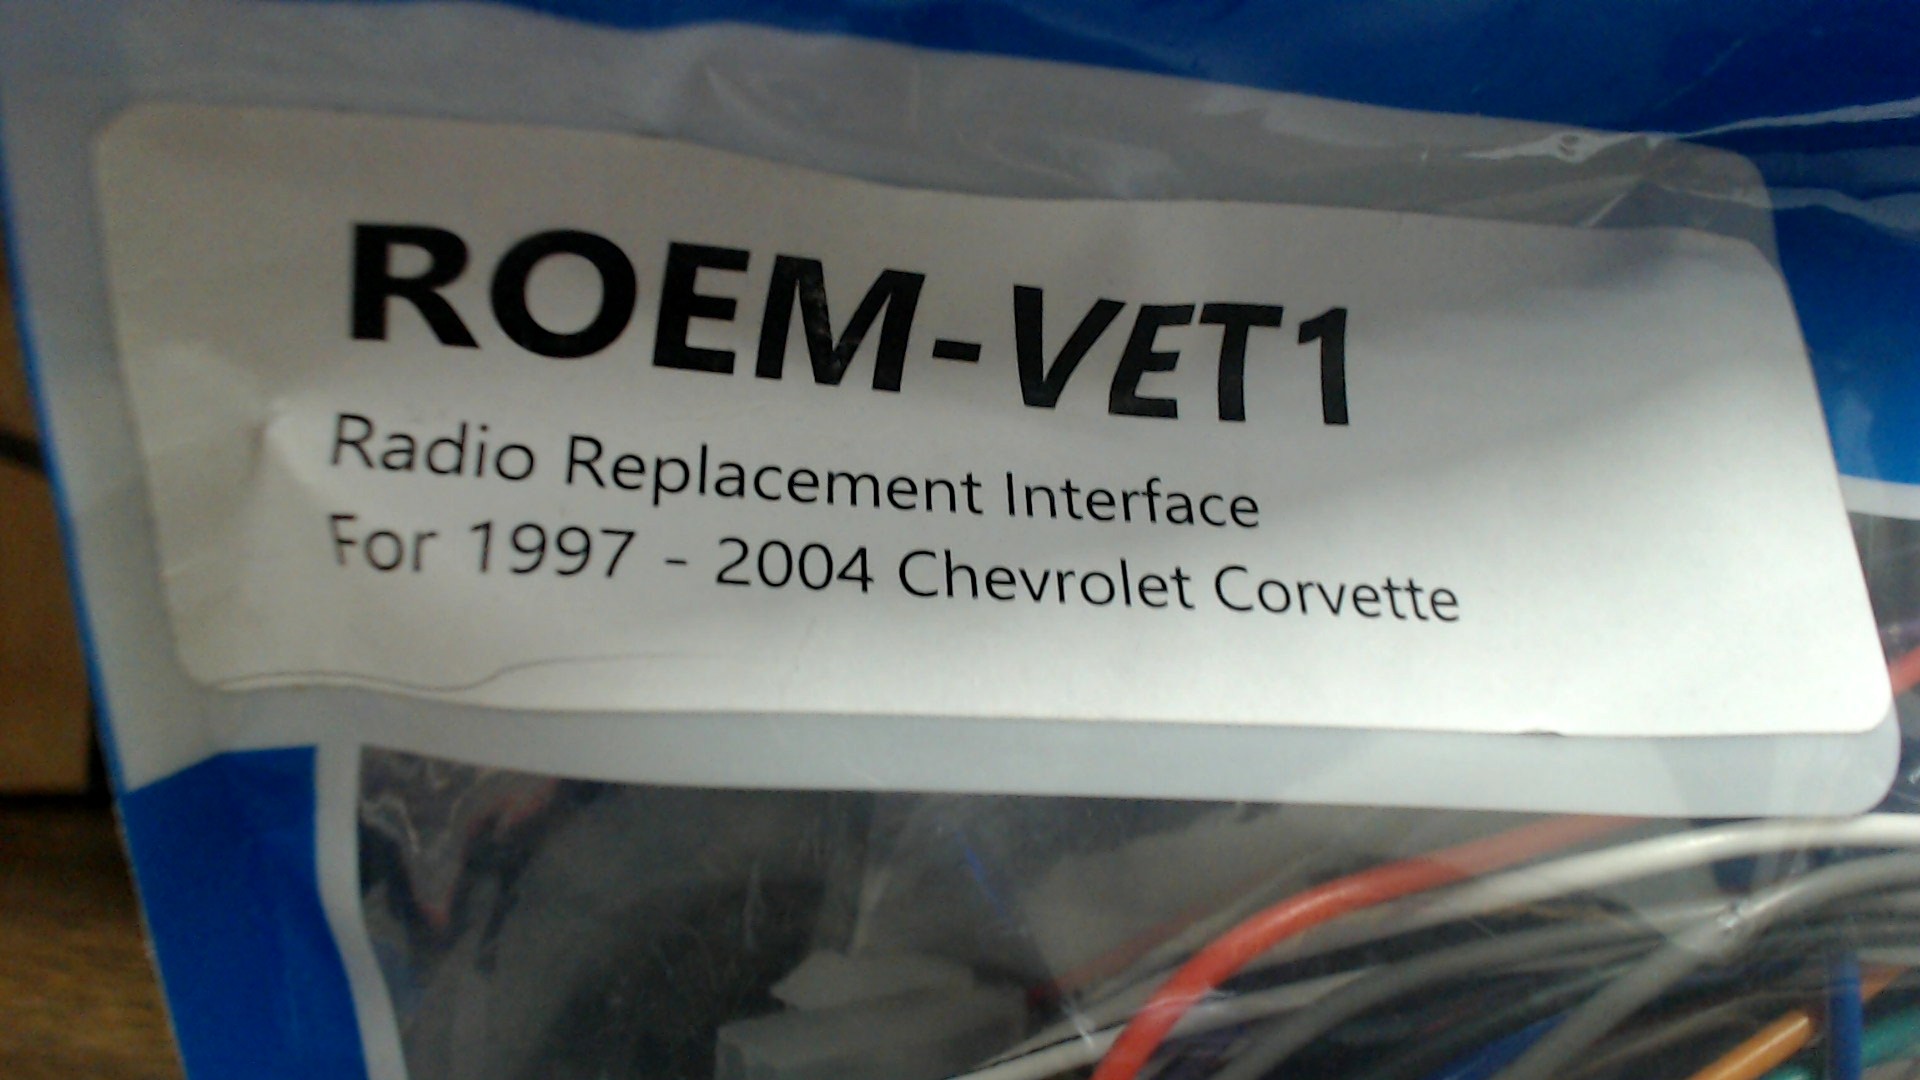 ROEM-VET1
Radio Replacement Interface
For 1997 - 2004 Chevrolet Corvette